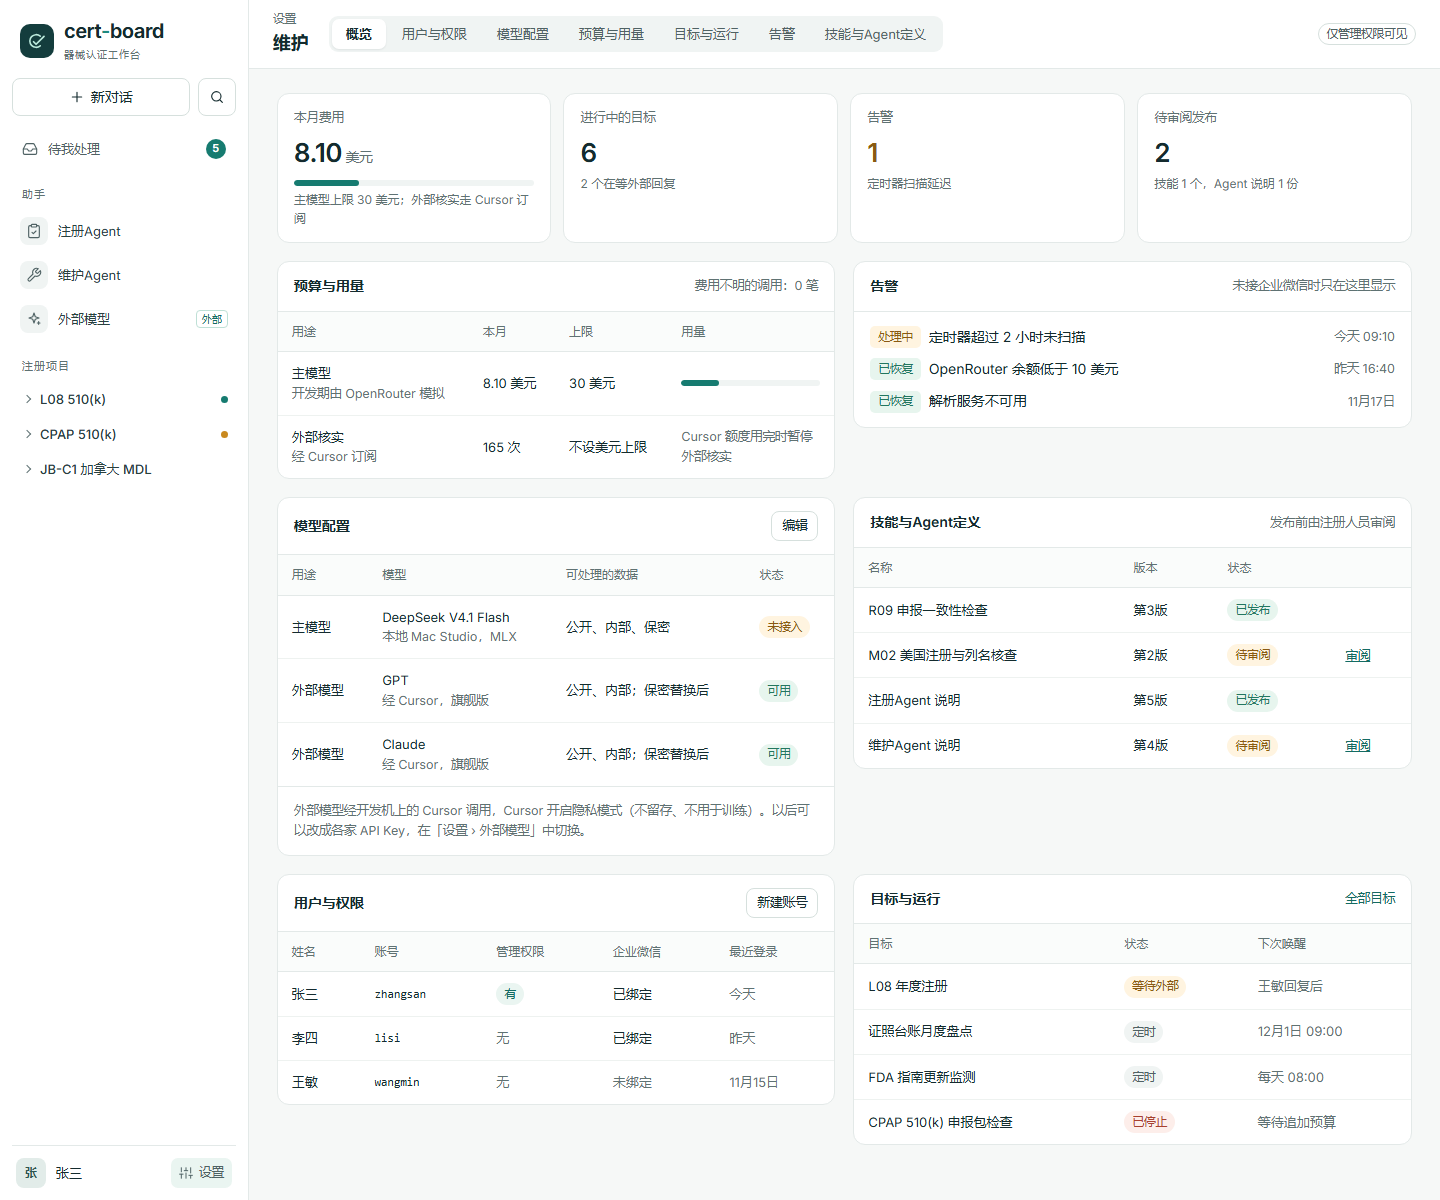 cert-board
器械认证工作台
新对话
待我处理 5
助手
注册Agent
维护Agent
外部模型 外部
注册项目
L08 510(k)
CPAP 510(k)
JB-C1 加拿大 MDL
张 张三 设置
设置
维护
概览 用户与权限 模型配置 预算与用量 目标与运行 告警 技能与Agent定义
仅管理权限可见
本月费用
8.10 美元
主模型上限 30 美元；外部核实走 Cursor 订
阅
进行中的目标
6
2 个在等外部回复
告警
1
定时器扫描延迟
待审阅发布
2
技能 1 个，Agent 说明 1 份
预算与用量 费用不明的调用：0 笔
用途 本月 上限 用量
主模型
开发期由 OpenRouter 模拟
8.10 美元 30 美元
外部核实
经 Cursor 订阅
165 次 不设美元上限
Cursor 额度用完时暂停
外部核实
告警 未接企业微信时只在这里显示
处理中 定时器超过 2 小时未扫描 今天 09:10
已恢复 OpenRouter 余额低于 10 美元 昨天 16:40
已恢复 解析服务不可用 11月17日
模型配置 编辑
用途 模型 可处理的数据 状态
主模型
DeepSeek V4.1 Flash
本地 Mac Studio，MLX
公开、内部、保密 未接入
外部模型
GPT
经 Cursor，旗舰版
公开、内部；保密替换后 可用
外部模型
Claude
经 Cursor，旗舰版
公开、内部；保密替换后 可用
外部模型经开发机上的 Cursor 调用，Cursor 开启隐私模式（不留存、不用于训练）。以后可
以改成各家 API Key，在「设置 › 外部模型」中切换。
技能与Agent定义 发布前由注册人员审阅
名称 版本 状态
R09 申报一致性检查 第3版 已发布
M02 美国注册与列名核查 第2版 待审阅 审阅
注册Agent 说明 第5版 已发布
维护Agent 说明 第4版 待审阅 审阅
用户与权限 新建账号
姓名 账号 管理权限 企业微信 最近登录
张三 zhangsan 有 已绑定 今天
李四 lisi 无 已绑定 昨天
王敏 wangmin 无 未绑定 11月15日
目标与运行 全部目标
目标 状态 下次唤醒
L08 年度注册 等待外部 王敏回复后
证照台账月度盘点 定时 12月1日 09:00
FDA 指南更新监测 定时 每天 08:00
CPAP 510(k) 申报包检查 已停止 等待追加预算